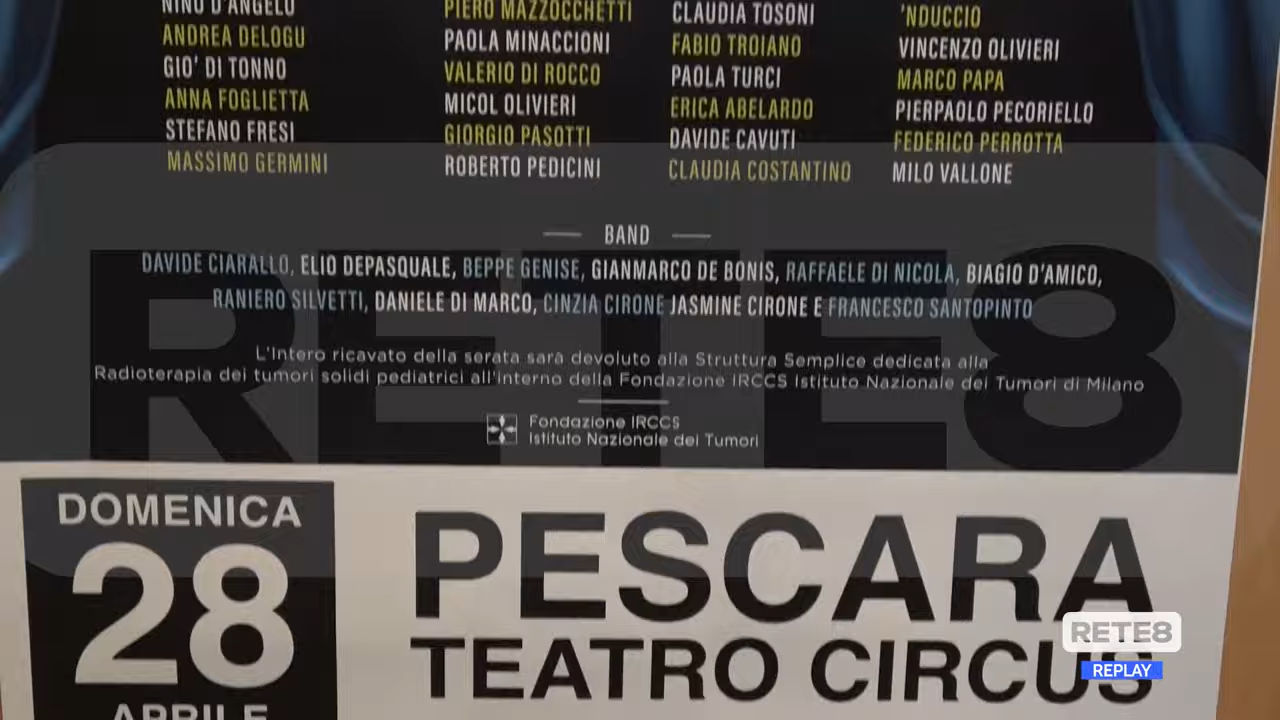 NINO D'ANGELO
ANDREA DELOGU
GIO' DI TONNO
ANNA FOGLIETTA
STEFANO FRESI
MASSIMO GERMINI
PIERO MAZZOCCHETTI
PAOLA MINACCIONI
VALERIO DI ROCCO
MICOL OLIVIERI
GIORGIO PASOTTI
ROBERTO PEDICINI
CLAUDIA TOSONI
FABIO TROIANO
PAOLA TURCI
ERICA ABELARDO
DAVIDE CAVUTI
CLAUDIA COSTANTINO
'NDUCCIO
VINCENZO OLIVIERI
MARCO PAPA
PIERPAOLO PECORIELLO
FEDERICO PERROTTA
MILO VALLONE
BAND
DAVIDE CIARALLO, ELIO DEPASQUALE, BEPPE GENISE, GIANMARCO DE BONIS, RAFFAELE DI NICOLA, BIAGIO D'AMICO,
RANIERO SILVETTI, DANIELE DI MARCO, CINZIA CIRONE JASMINE CIRONE E FRANCESCO SANTOPINTO
L'Intero ricavato della serata sarà devoluto alla Struttura Semplice dedicata alla
Radioterapia dei tumori solidi pediatrici all'interno della Fondazione IRCCS Istituto Nazionale dei Tumori di Milano
Fondazione IRCCS
Istituto Nazionale dei Tumori
RETE8
DOMENICA
28
APRILE
PESCARA
TEATRO CIRCUS
RETE8
REPLAY